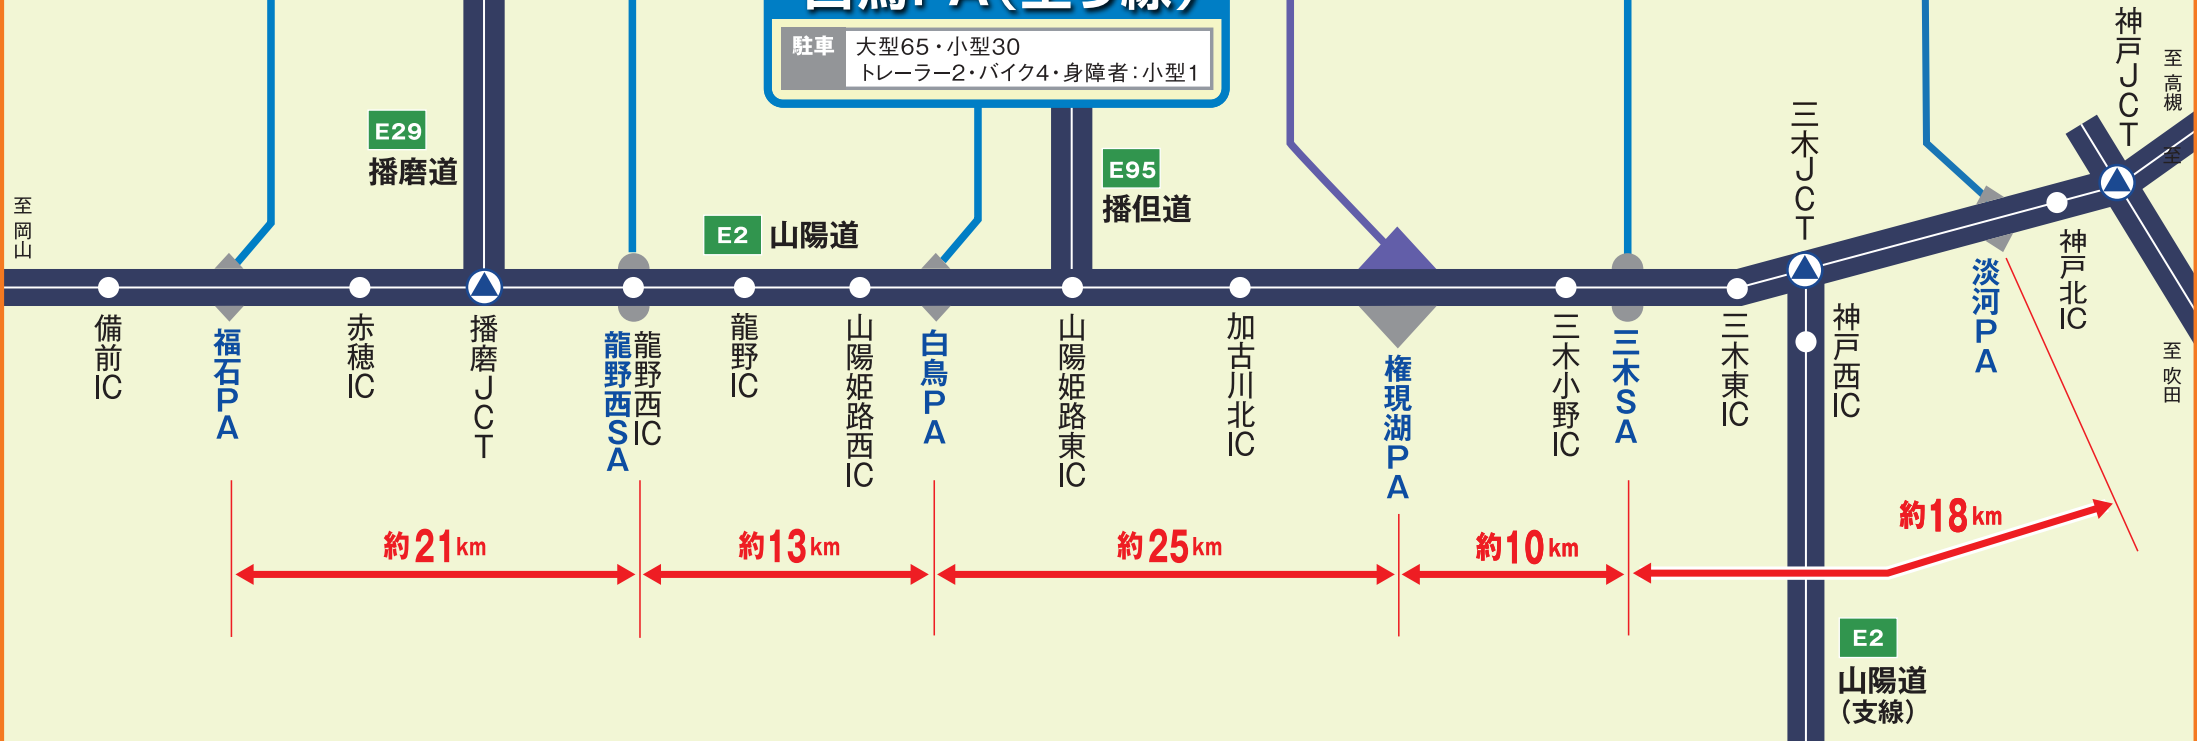 白鳥PA(上り線)
駐車
大型65・小型30
トレーラー2・バイク4・身障者:小型1
E29
播磨道
E2
山陽道
E95
播但道
至岡山
備前IC
福石PA
赤穂IC
播磨JCT
龍野西SA
龍野西IC
龍野IC
山陽姫路西IC
白鳥PA
山陽姫路東IC
加古川北IC
権現湖PA
三木小野IC
三木SA
三木東IC
三木JCT
神戸西IC
淡河PA
神戸北IC
神戸JCT
至高槻
至
至吹田
約21km
約13km
約25km
約10km
約18km
E2
山陽道
(支線)